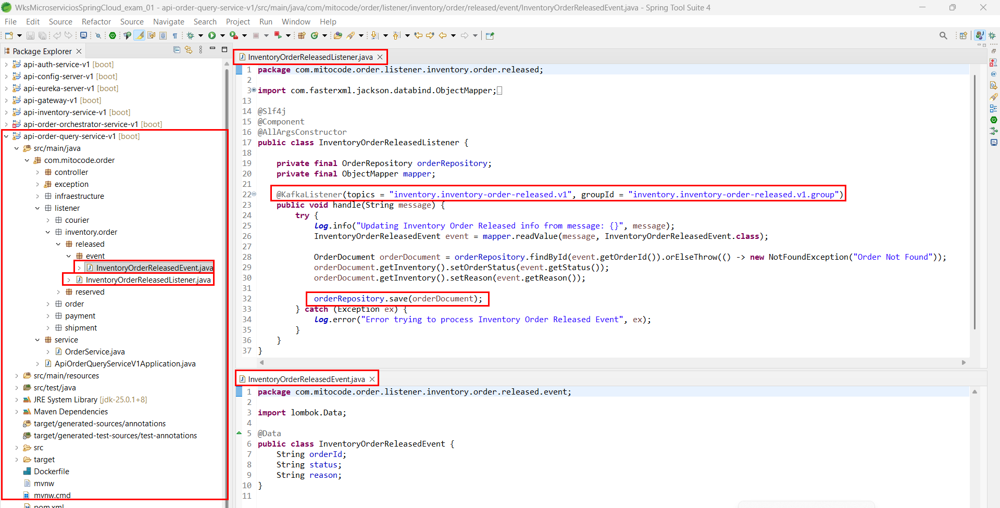 WksMicroserviciosSpringCloud_exam_01 - api-order-query-service-v1/src/main/java/com/mitocode/order/listener/inventory/order/released/event/InventoryOrderReleasedEvent.java - Spring Tool Suite 4
File Edit Source Refactor Source Navigate Search Project Run Window Help
Package Explorer
api-auth-service-v1 [boot]
api-config-server-v1 [boot]
api-eureka-server-v1 [boot]
api-gateway-v1 [boot]
api-inventory-service-v1 [boot]
api-order-orchestrator-service-v1 [boot]
api-order-query-service-v1 [boot]
src/main/java
com.mitocode.order
controller
exception
infraestructure
listener
courier
inventory.order
released
event
InventoryOrderReleasedEvent.java
InventoryOrderReleasedListener.java
reserved
order
payment
shipment
service
OrderService.java
ApiOrderQueryServiceV1Application.java
src/main/resources
src/test/java
JRE System Library [jdk-25.0.1+8]
Maven Dependencies
target/generated-sources/annotations
target/generated-test-sources/test-annotations
src
target
Dockerfile
mvnw
mvnw.cmd
pom.xml
InventoryOrderReleasedListener.java
1 package com.mitocode.order.listener.inventory.order.released;
2
3 import com.fasterxml.jackson.databind.ObjectMapper;
13
14 @Slf4j
15 @Component
16 @AllArgsConstructor
17 public class InventoryOrderReleasedListener {
18
19 private final OrderRepository orderRepository;
20 private final ObjectMapper mapper;
21
22 @KafkaListener(topics = "inventory.inventory-order-released.v1", groupId = "inventory.inventory-order-released.v1.group")
23 public void handle(String message) {
24 try {
25 log.info("Updating Inventory Order Released info from message: {}", message);
26 InventoryOrderReleasedEvent event = mapper.readValue(message, InventoryOrderReleasedEvent.class);
27
28 OrderDocument orderDocument = orderRepository.findById(event.getOrderId()).orElseThrow(() -> new NotFoundException("Order Not Found"));
29 orderDocument.getInventory().setOrderStatus(event.getStatus());
30 orderDocument.getInventory().setReason(event.getReason());
31
32 orderRepository.save(orderDocument);
33 } catch (Exception ex) {
34 log.error("Error trying to process Inventory Order Released Event", ex);
35 }
36 }
37 }
InventoryOrderReleasedEvent.java
1 package com.mitocode.order.listener.inventory.order.released.event;
2
3 import lombok.Data;
4
5 @Data
6 public class InventoryOrderReleasedEvent {
7 String orderId;
8 String status;
9 String reason;
10 }
11